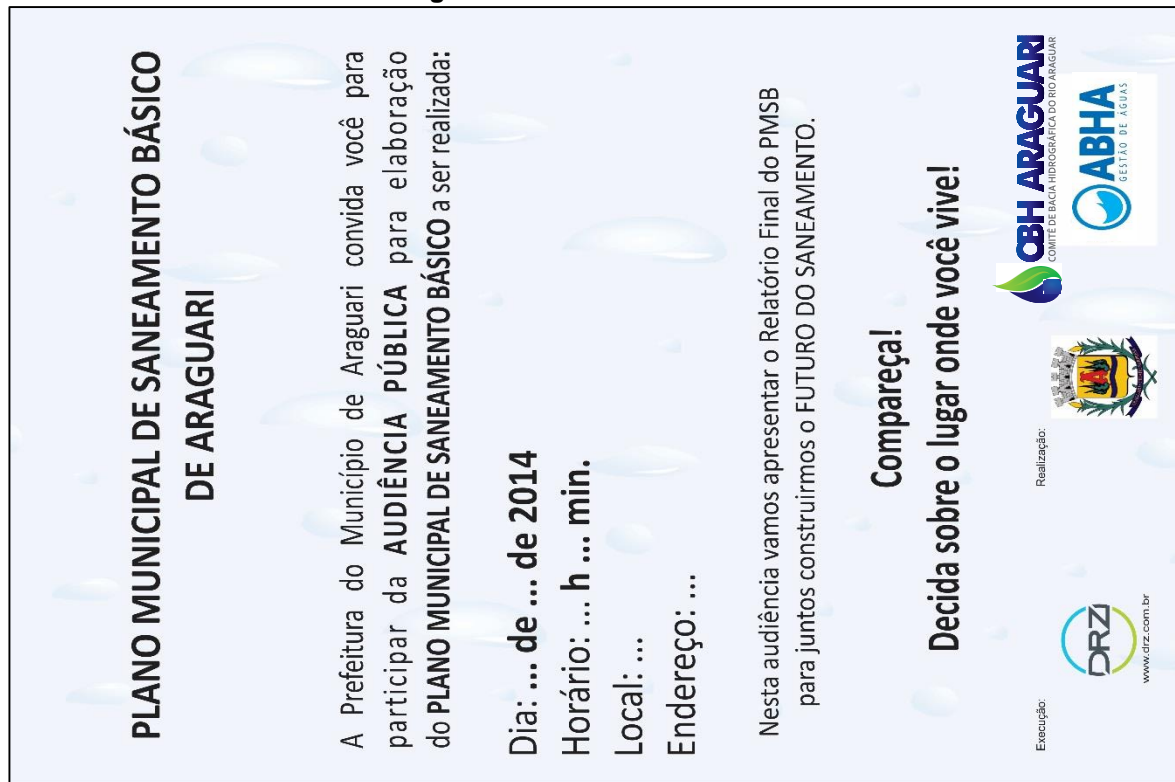 PLANO MUNICIPAL DE SANEAMENTO BÁSICO
DE ARAGUARI
A Prefeitura do Município de Araguari convida você para
participar da AUDIÊNCIA PÚBLICA para elaboração
do PLANO MUNICIPAL DE SANEAMENTO BÁSICO a ser realizada:
Dia: ... de ... de 2014
Horário: ... h ... min.
Local: ...
Endereço: ...
Nesta audiência vamos apresentar o Relatório Final do PMSB
para juntos construirmos o FUTURO DO SANEAMENTO.
Compareça!
Decida sobre o lugar onde você vive!
Execução:
DRZ
www.drz.com.br
Realização:
CBH ARAGUARI
COMITÊ DE BACIA HIDROGRÁFICA DO RIO ARAGUARI
ABHA
GESTÃO DE ÁGUAS